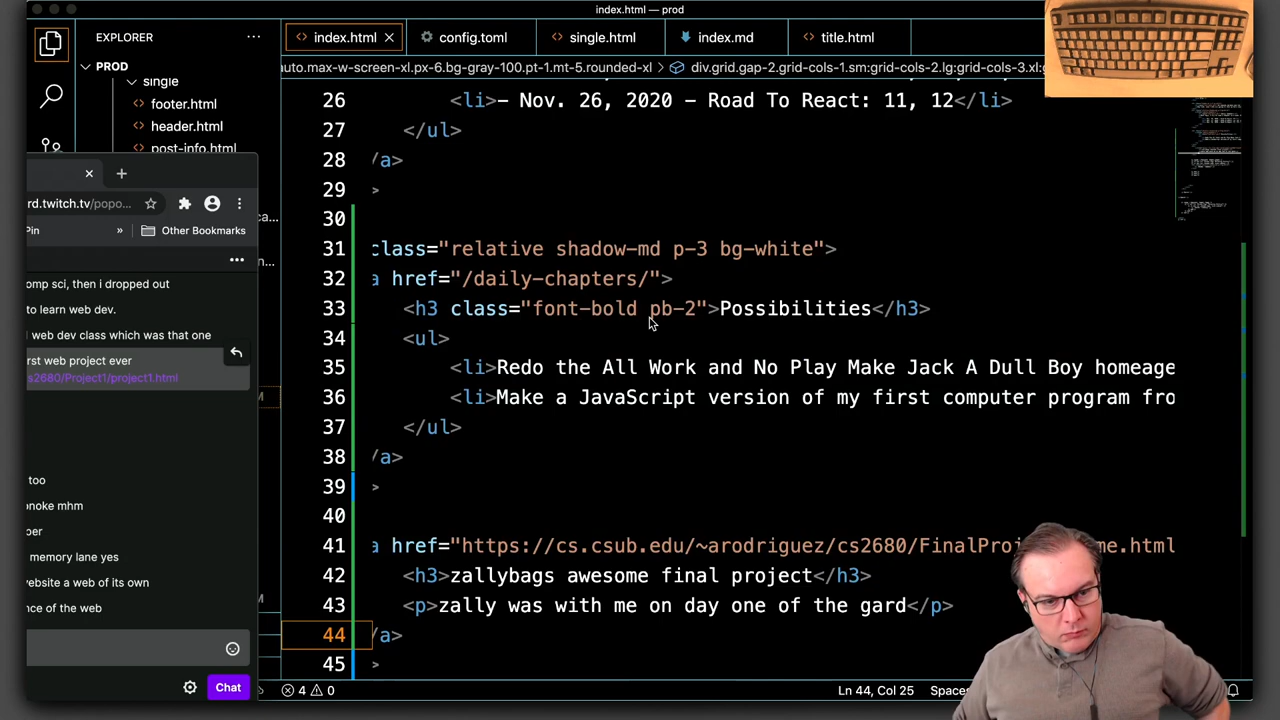 index.html — prod
EXPLORER
index.html
config.toml
single.html
index.md
title.html
PROD
auto.max-w-screen-xl.px-6.bg-gray-100.pt-1.mt-5.rounded-xl > div.grid.gap-2.grid-cols-1.sm:grid-cols-2.lg:grid-cols-3.xl:g
single
footer.html
header.html
post-info.html
26 <li>– Nov. 26, 2020 – Road To React: 11, 12</li>
27 </ul>
28 /a>
29 >
30
31 class="relative shadow-md p-3 bg-white">
32 a href="/daily-chapters/">
33 <h3 class="font-bold pb-2">Possibilities</h3>
34 <ul>
35 <li>Redo the All Work and No Play Make Jack A Dull Boy homeage
36 <li>Make a JavaScript version of my first computer program fro
37 </ul>
38 /a>
39 >
40
41 a href="https://cs.csub.edu/~arodriguez/cs2680/FinalProj
42 <h3>zallybags awesome final project</h3>
43 <p>zally was with me on day one of the gard</p>
44 /a>
45 >
rd.twitch.tv/popo...
Pin
»
Other Bookmarks
omp sci, then i dropped out
to learn web dev.
l web dev class which was that one
rst web project ever
cs2680/Project1/project1.html
too
onoke mhm
per
memory lane yes
website a web of its own
nce of the web
Chat
4 0
Ln 44, Col 25